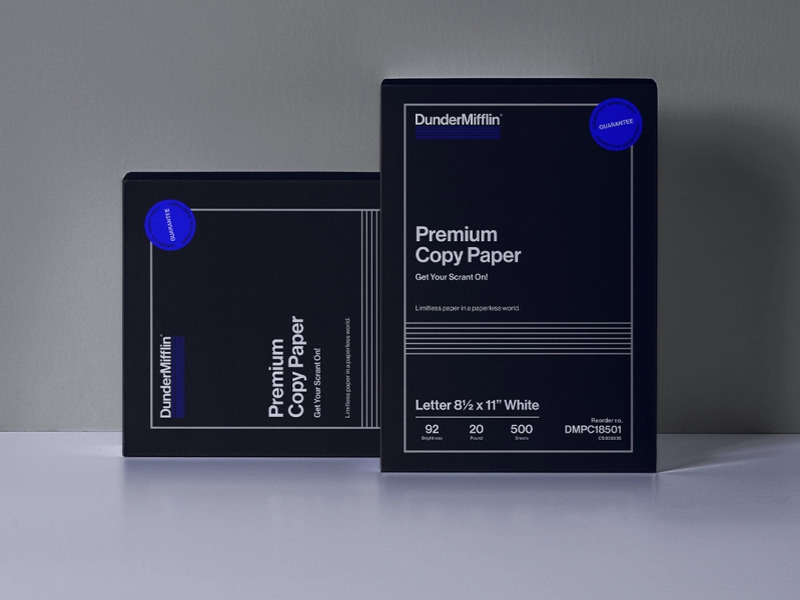 DunderMifflin®
GUARANTEE
Premium
Copy Paper
Get Your Scrant On!
Limitless paper in a paperless world.
Letter 8½ x 11” White
92
Brightness
20
Pound
500
Sheets
Reorder no.
DMPC18501
GUARANTEE
DunderMifflin®
Premium
Copy Paper
Get Your Scrant On!
Limitless paper in a paperless world.